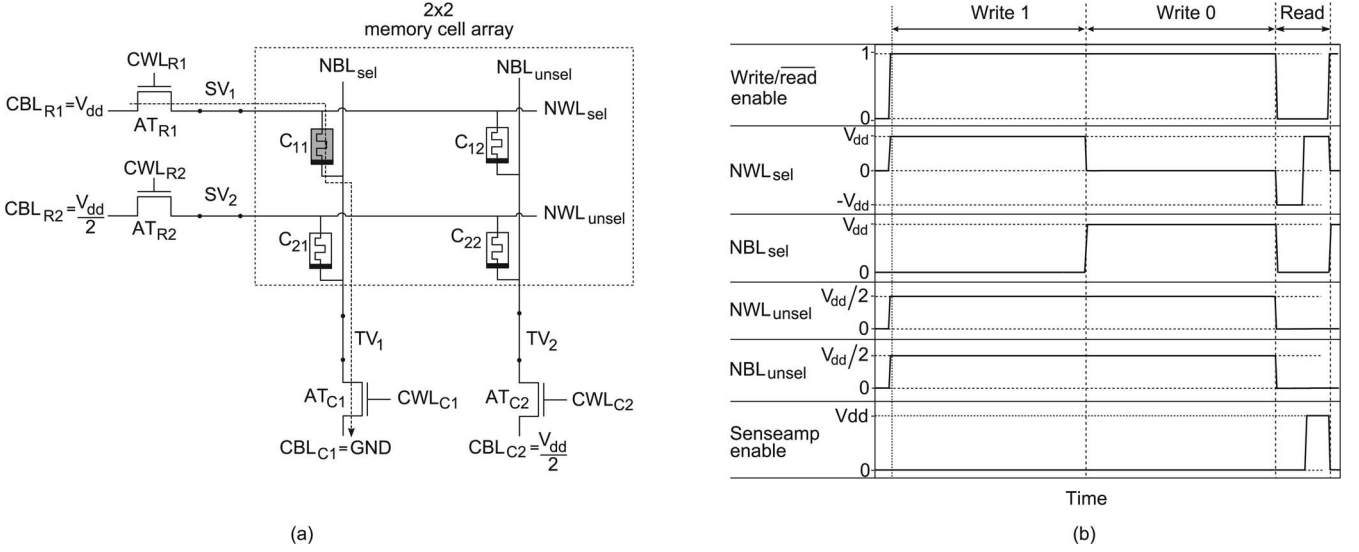 2x2
memory cell array
CWL_R1
SV_1
NBL_sel
NBL_unsel
CBL_R1=V_dd
NWL_sel
AT_R1
C_11
C_12
CWL_R2
SV_2
CBL_R2=V_dd/2
NWL_unsel
AT_R2
C_21
C_22
TV_1
TV_2
AT_C1
CWL_C1
AT_C2
CWL_C2
CBL_C1=GND
CBL_C2=V_dd/2
(a)
Write 1
Write 0
Read
Write/r̅e̅a̅d̅
enable
1
0
NWL_sel
V_dd
0
-V_dd
NBL_sel
V_dd
0
NWL_unsel
V_dd/2
0
NBL_unsel
V_dd/2
0
Senseamp
enable
Vdd
0
Time
(b)